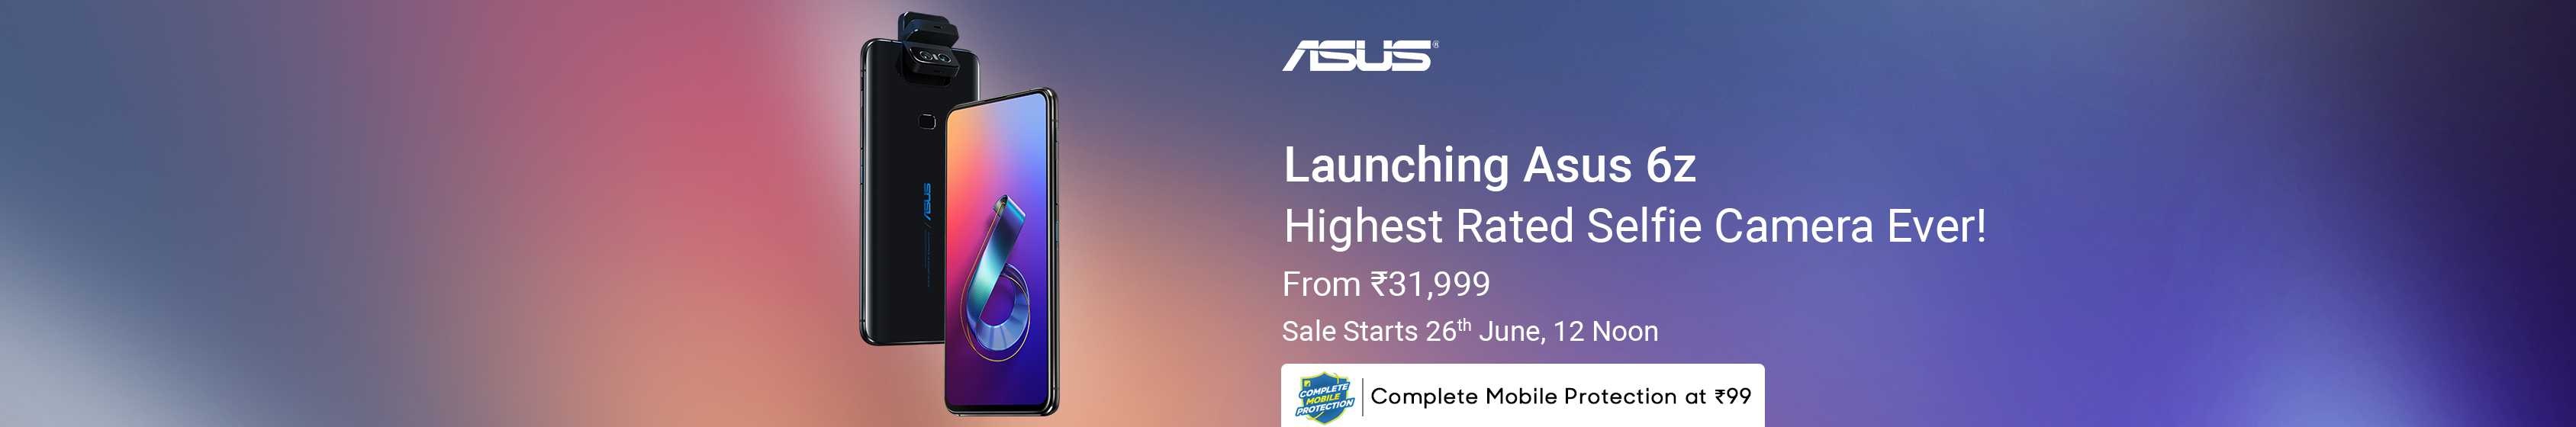 ASUS
ASUS
Launching Asus 6z
Highest Rated Selfie Camera Ever!
From ₹31,999
Sale Starts 26th June, 12 Noon
COMPLETE
MOBILE
PROTECTION
Complete Mobile Protection at ₹99